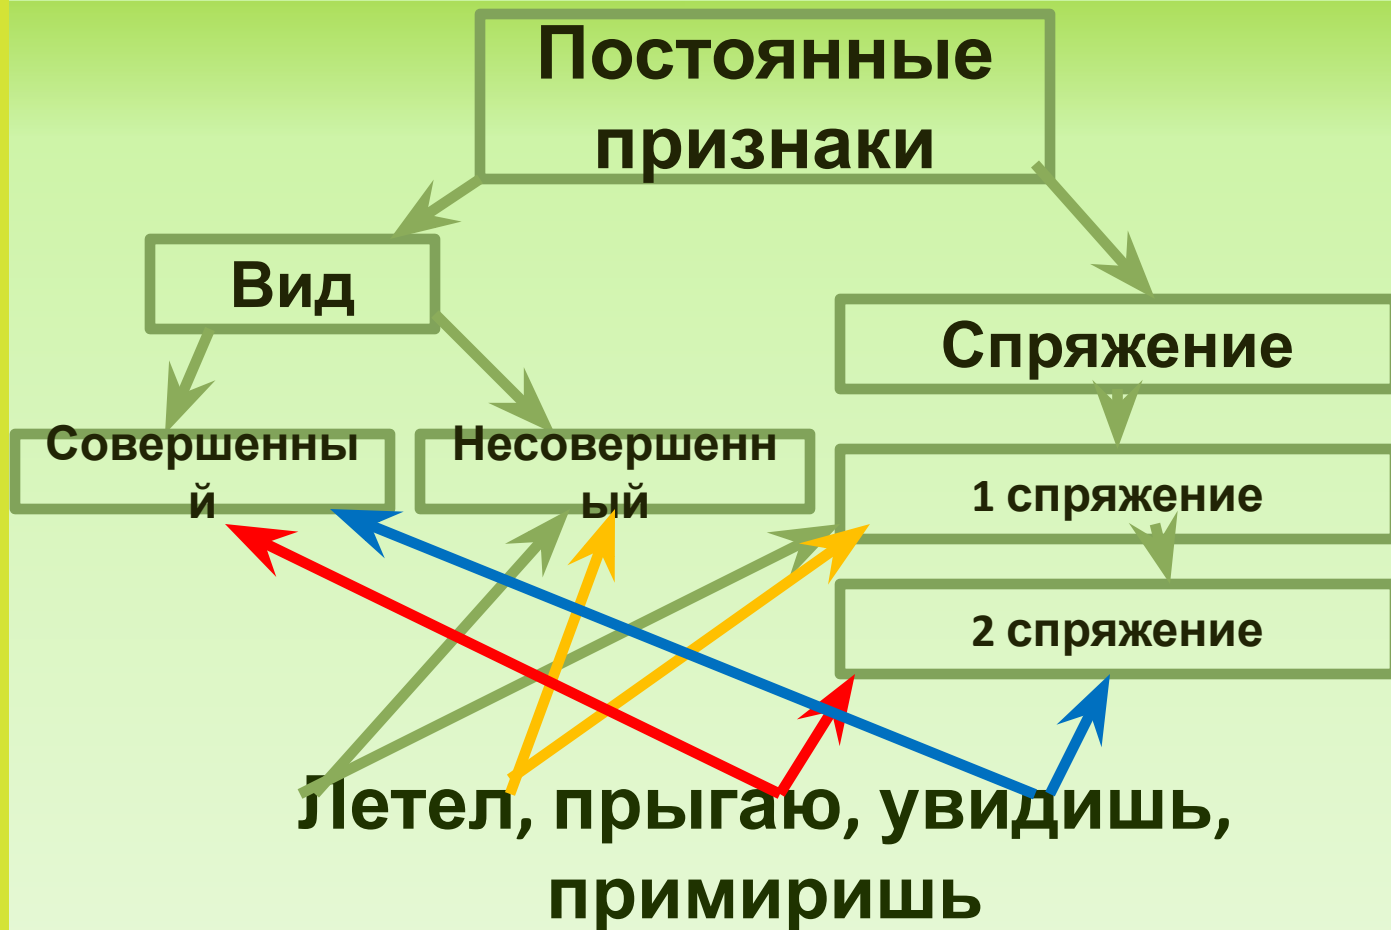 Постоянные
признаки
Вид
Спряжение
Совершенны
й
Несовершенн
ый
1 спряжение
2 спряжение
Летел, прыгаю, увидишь,
примиришь